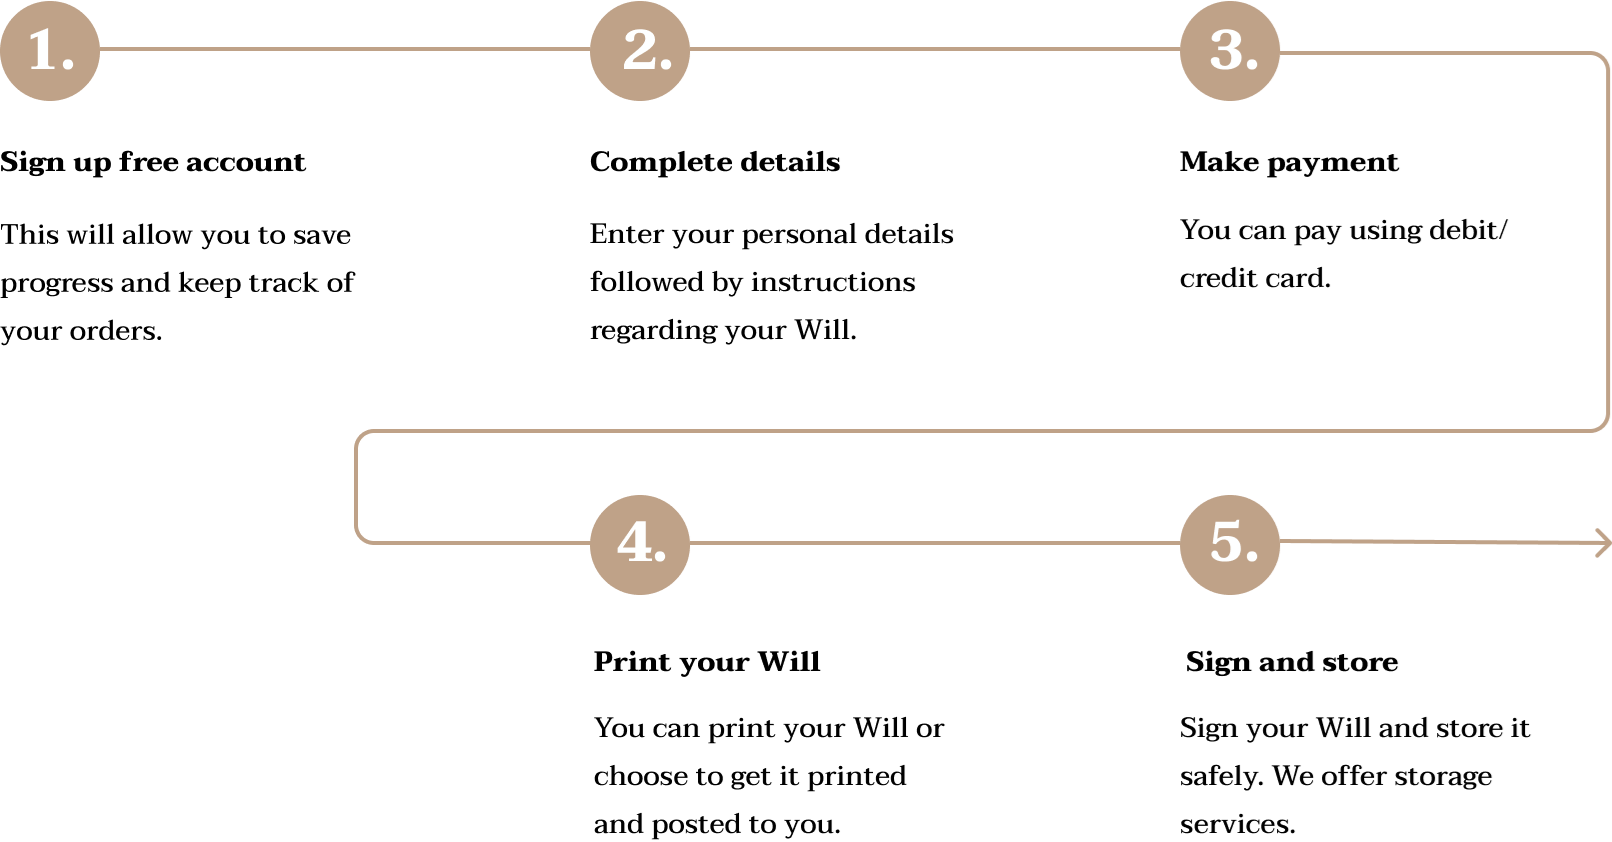 1.
2.
3.
Sign up free account
This will allow you to save
progress and keep track of
your orders.
Complete details
Enter your personal details
followed by instructions
regarding your Will.
Make payment
You can pay using debit/
credit card.
4.
5.
Print your Will
You can print your Will or
choose to get it printed
and posted to you.
Sign and store
Sign your Will and store it
safely. We offer storage
services.